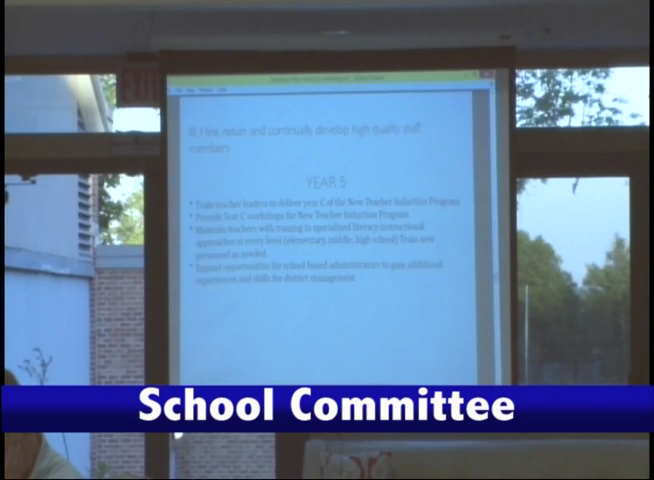 III. Hire, retain and continually develop high quality staff
members
YEAR 5
* Train teacher leaders to deliver year C of the New Teacher Induction Program
* Provide Year C workshops for New Teacher Induction Program
* Maintain teachers with training in specialized literacy instructional
approaches at every level (elementary, middle, high school) Train new
personnel as needed.
* Expand opportunities for school based administrators to gain additional
experiences and skills for district management
School Committee